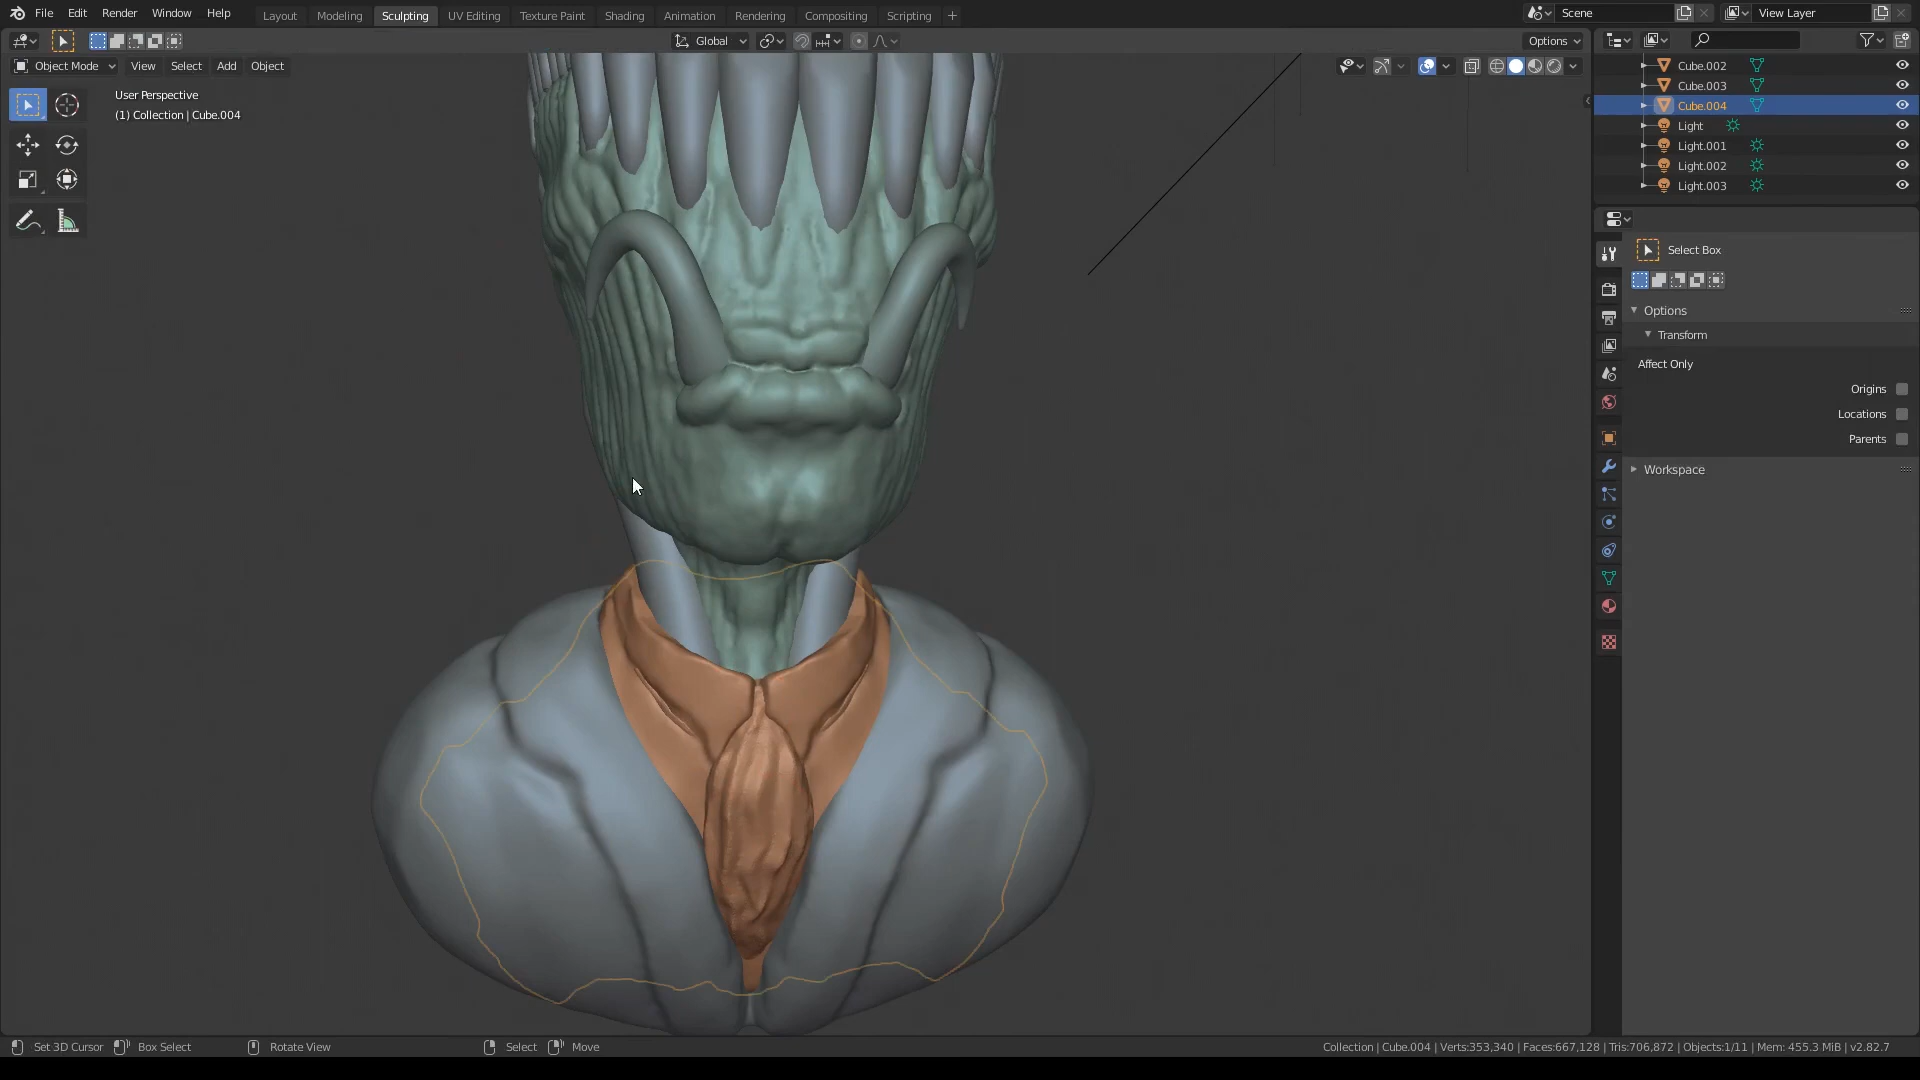 File Edit Render Window Help
Layout Modeling Sculpting UV Editing Texture Paint Shading Animation Rendering Compositing Scripting +
Scene
View Layer
Global
Options
Object Mode View Select Add Object
User Perspective
(1) Collection | Cube.004
Cube.002
Cube.003
Cube.004
Light
Light.001
Light.002
Light.003
Select Box
Options
Transform
Affect Only
Origins
Locations
Parents
Workspace
Set 3D Cursor Box Select Rotate View Select Move
Collection | Cube.004 | Verts:353,340 | Faces:667,128 | Tris:706,872 | Objects:1/11 | Mem: 455.3 MiB | v2.82.7